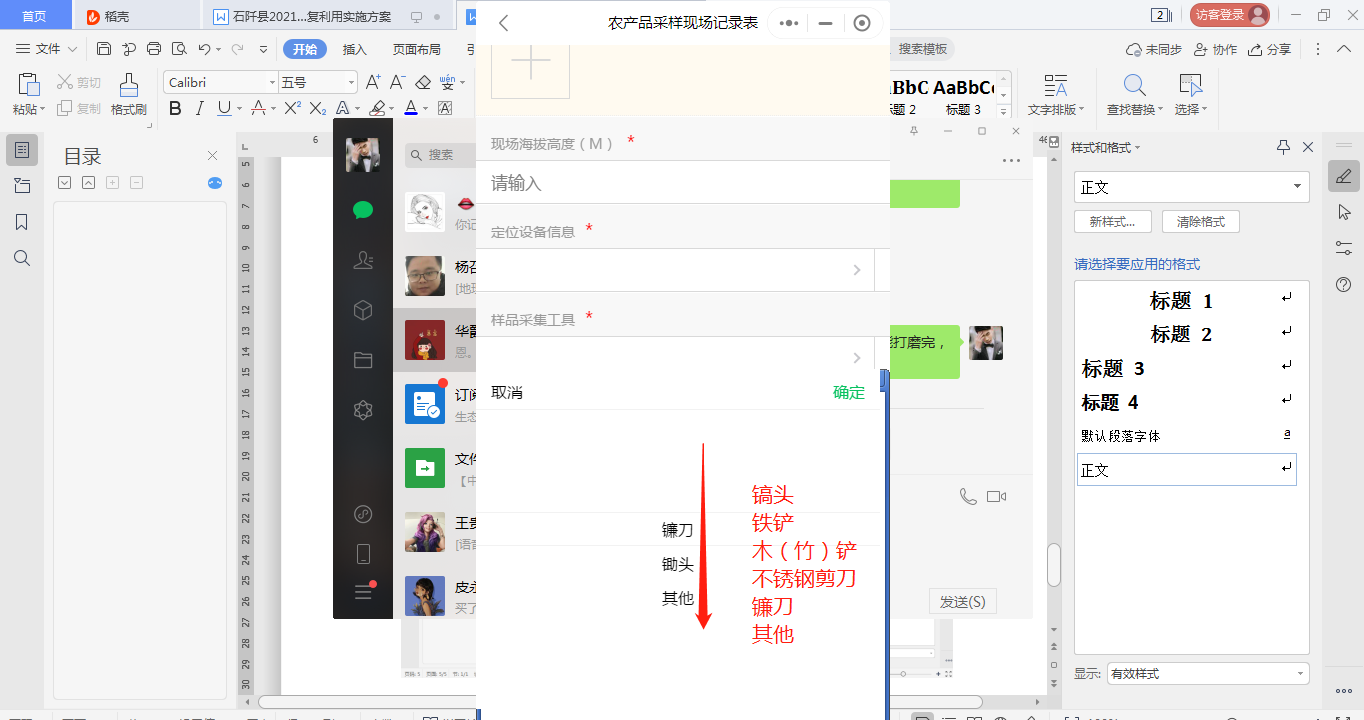 首页
稻壳
石阡县2021...复利用实施方案
农产品采样现场记录表
访客登录
文件
开始
插入
页面布局
搜索模板
未同步
协作
分享
粘贴
剪切
复制
格式刷
Calibri
五号
标题 2
AaBbC
标题 3
文字排版
查找替换
选择
目录
搜索
现场海拔高度（M） *
请输入
定位设备信息 *
样品采集工具 *
取消
确定
镰刀
锄头
其他
镐头
铁铲
木（竹）铲
不锈钢剪刀
镰刀
其他
你记
杨召
[地理
恩。
订阅
生态
文件
【中
王贵
[语音
皮永
买了
打磨完，
发送(S)
样式和格式
正文
新样式...
清除格式
请选择要应用的格式
标题 1
标题 2
标题 3
标题 4
默认段落字体
正文
显示:
有效样式